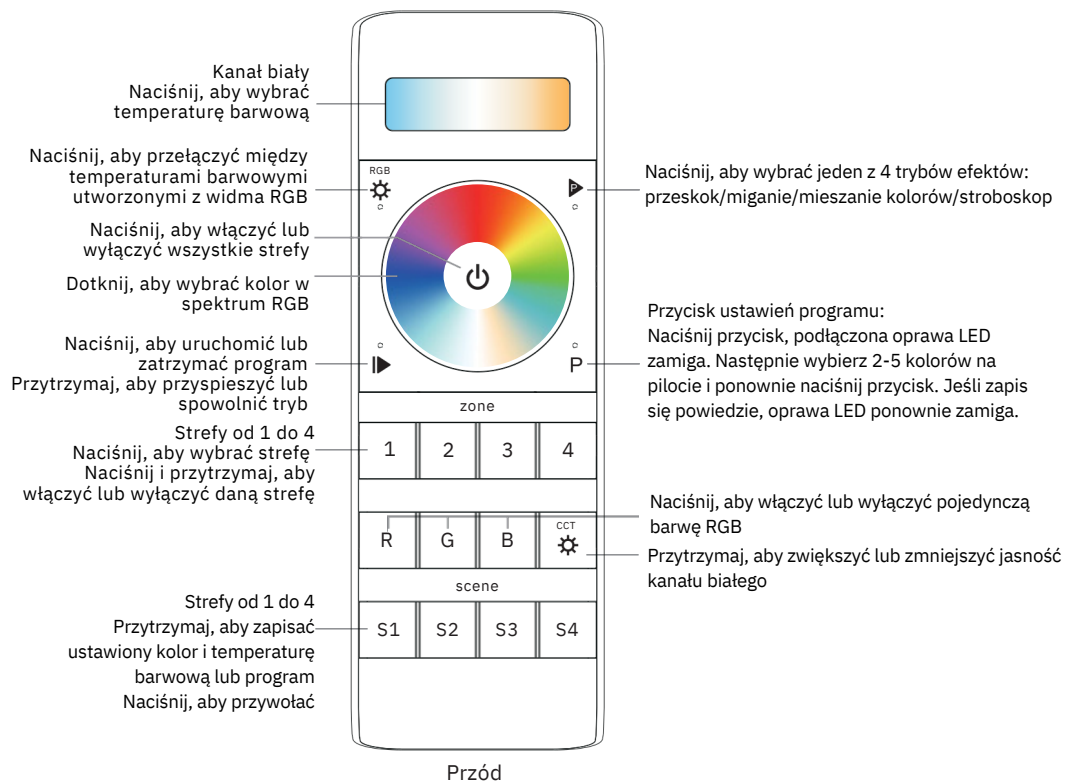 Kanał biały
Naciśnij, aby wybrać
temperaturę barwową
Naciśnij, aby przełączyć między
temperaturami barwowymi
utworzonymi z widma RGB
Naciśnij, aby włączyć lub
wyłączyć wszystkie strefy
Dotknij, aby wybrać kolor w
spektrum RGB
Naciśnij, aby uruchomić lub
zatrzymać program
Przytrzymaj, aby przyspieszyć lub
spowolnić tryb
Strefy od 1 do 4
Naciśnij, aby wybrać strefę
Naciśnij i przytrzymaj, aby
włączyć lub wyłączyć daną strefę
Strefy od 1 do 4
Przytrzymaj, aby zapisać
ustawiony kolor i temperaturę
barwową lub program
Naciśnij, aby przywołać
RGB
P
P
zone
1 2 3 4
R G B CCT
scene
S1 S2 S3 S4
Naciśnij, aby wybrać jeden z 4 trybów efektów:
przeskok/miganie/mieszanie kolorów/stroboskop
Przycisk ustawień programu:
Naciśnij przycisk, podłączona oprawa LED
zamiga. Następnie wybierz 2-5 kolorów na
pilocie i ponownie naciśnij przycisk. Jeśli zapis
się powiedzie, oprawa LED ponownie zamiga.
Naciśnij, aby włączyć lub wyłączyć pojedynczą
barwę RGB
Przytrzymaj, aby zwiększyć lub zmniejszyć jasność
kanału białego
Przód